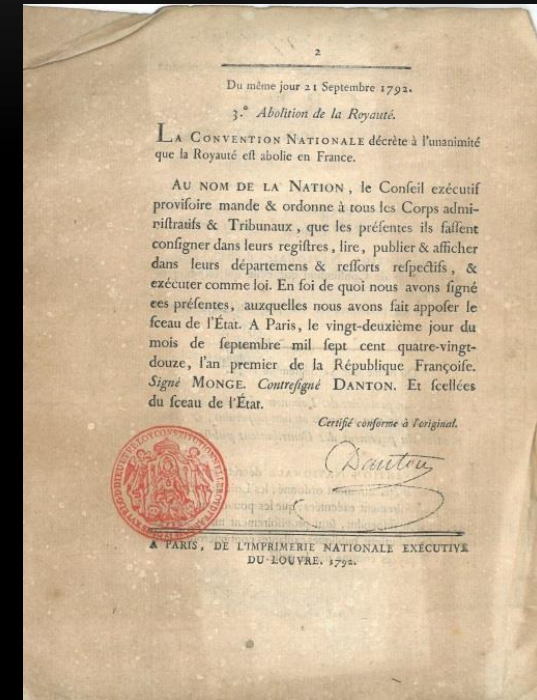 2
Du même jour 21 Septembre 1792.
3.° Abolition de la Royauté.
LA CONVENTION NATIONALE décrète à l'unanimité
que la Royauté eſt abolie en France.
AU NOM DE LA NATION, le Conſeil exécutif
proviſoire mande & ordonne à tous les Corps admi-
niſtratifs & Tribunaux, que les préſentes ils faſſent
conſigner dans leurs regiſtres, lire, publier & afficher
dans leurs départemens & reſſorts reſpectifs, &
exécuter comme loi. En foi de quoi nous avons ſigné
ces préſentes, auxquelles nous avons fait appoſer le
ſceau de l'État. A Paris, le vingt-deuxième jour du
mois de ſeptembre mil ſept cent quatre-vingt-
douze, l'an premier de la République Françoiſe.
Signé MONGE. Contreſigné DANTON. Et ſcellées
du ſceau de l'État.
Certifié conforme à l'original.
Danton
A PARIS, DE L'IMPRIMERIE NATIONALE EXÉCUTIVE
DU LOUVRE. 1792.